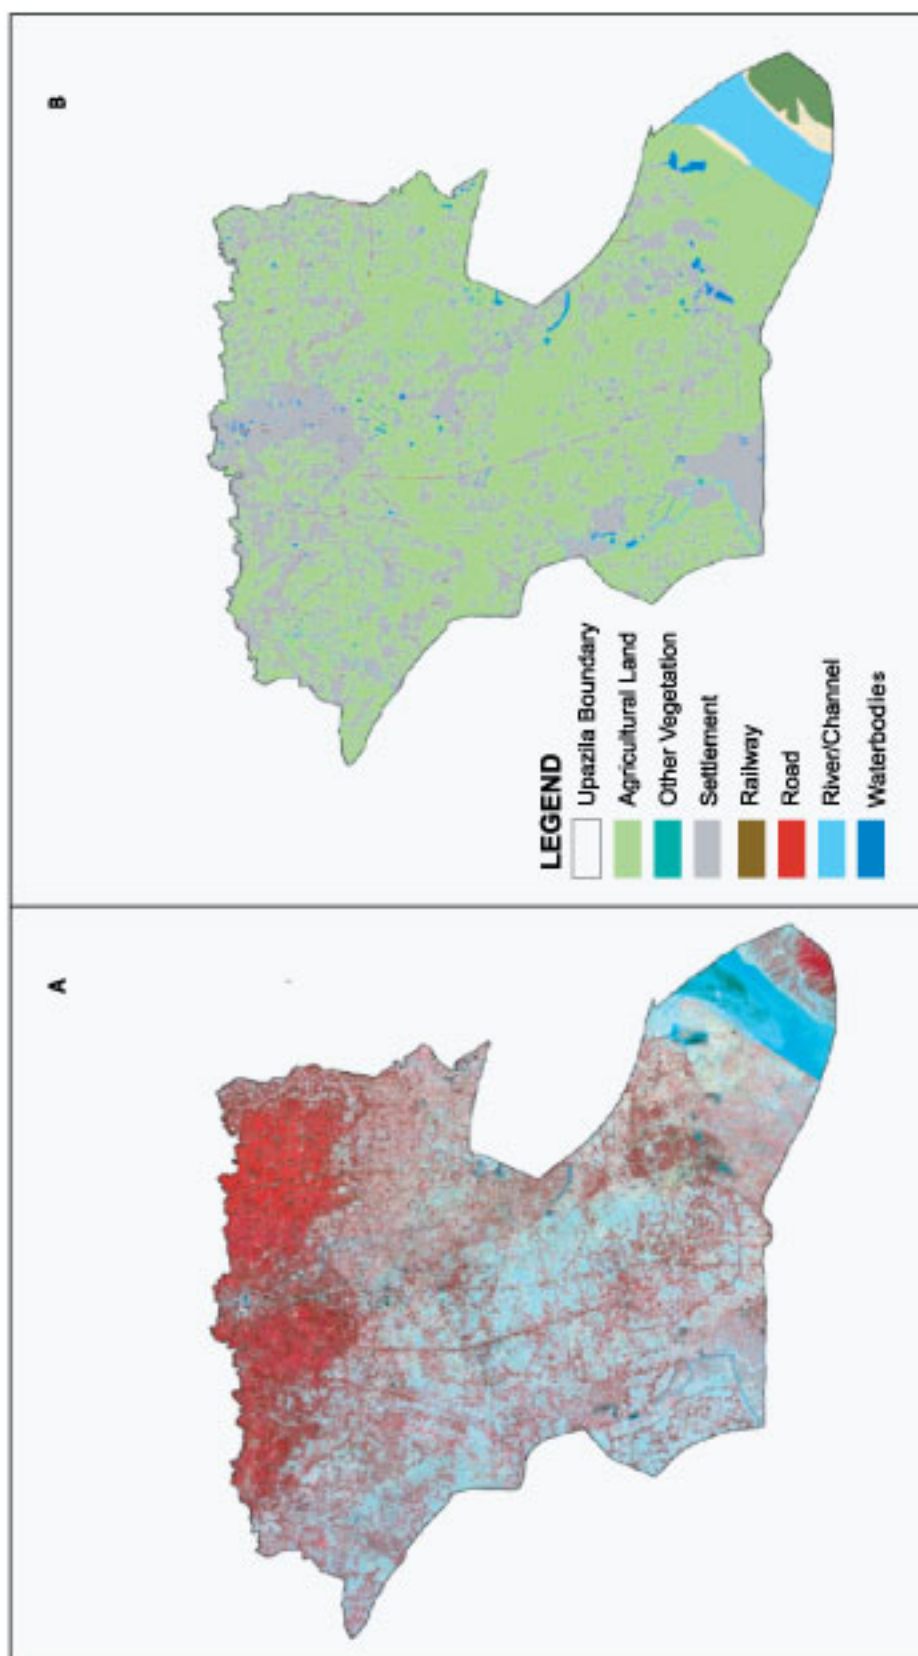 A
B
LEGEND
Upazila Boundary
Agricultural Land
Other Vegetation
Settlement
Railway
Road
River/Channel
Waterbodies